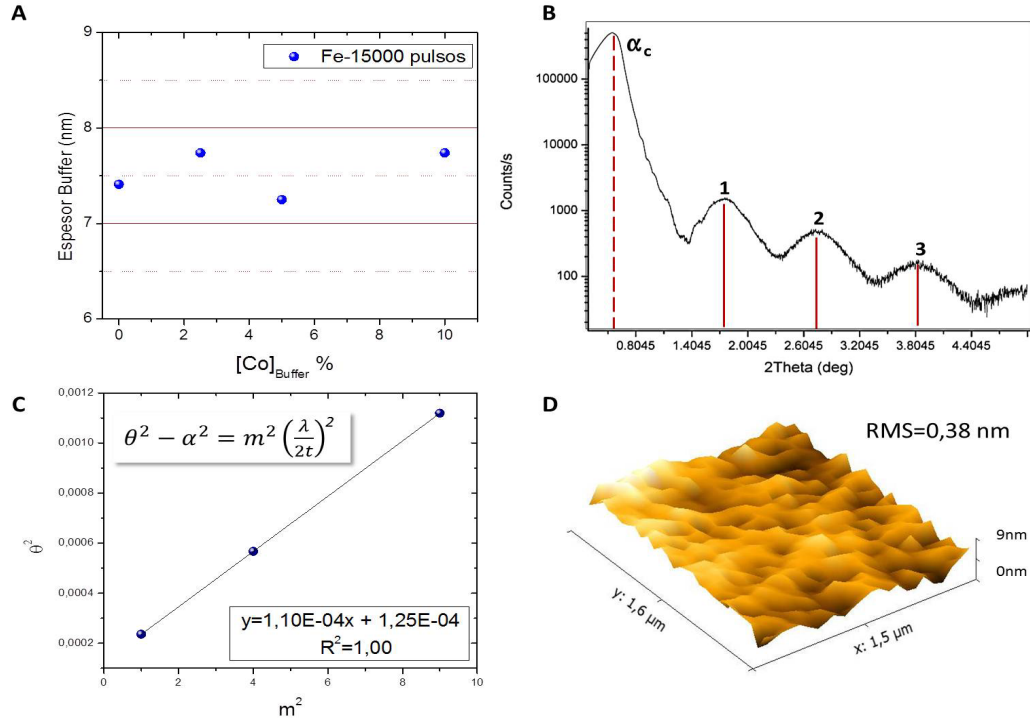 A
Fe-15000 pulsos
9
8
7
6
Espesor Buffer (nm)
0
2
4
6
8
10
[Co]Buffer %
B
αc
1
2
3
100000
10000
1000
100
Counts/s
0.8045
1.4045
2.0045
2.6045
3.2045
3.8045
4.4045
2Theta (deg)
C
θ² − α² = m² (λ/2t)²
0,0012
0,0010
0,0008
0,0006
0,0004
0,0002
θ²
y=1,10E-04x + 1,25E-04
R²=1,00
0
2
4
6
8
10
m²
D
RMS=0,38 nm
9nm
0nm
y: 1,6 µm
x: 1,5 µm